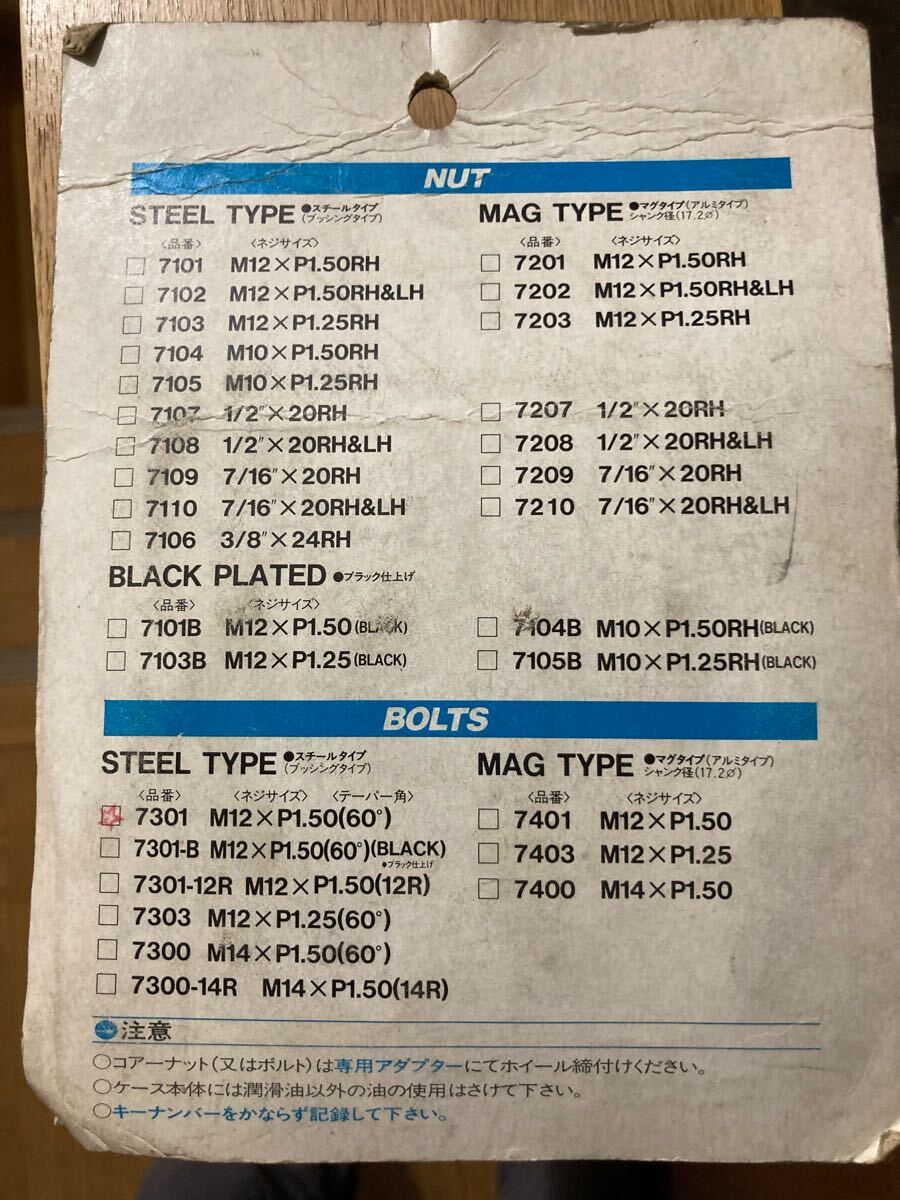 NUT
STEEL TYPE ●スチールタイプ
(ブッシングタイプ)
〈品番〉 〈ネジサイズ〉
□ 7101 M12×P1.50RH
□ 7102 M12×P1.50RH&LH
□ 7103 M12×P1.25RH
□ 7104 M10×P1.50RH
□ 7105 M10×P1.25RH
□ 7107 1/2"×20RH
□ 7108 1/2"×20RH&LH
□ 7109 7/16"×20RH
□ 7110 7/16"×20RH&LH
□ 7106 3/8"×24RH
MAG TYPE ●マグタイプ(アルミタイプ)
シャンク径(17.2∅)
〈品番〉 〈ネジサイズ〉
□ 7201 M12×P1.50RH
□ 7202 M12×P1.50RH&LH
□ 7203 M12×P1.25RH
□ 7207 1/2"×20RH
□ 7208 1/2"×20RH&LH
□ 7209 7/16"×20RH
□ 7210 7/16"×20RH&LH
BLACK PLATED ●ブラック仕上げ
〈品番〉 〈ネジサイズ〉
□ 7101B M12×P1.50(BLACK)
□ 7103B M12×P1.25(BLACK)
□ 7104B M10×P1.50RH(BLACK)
□ 7105B M10×P1.25RH(BLACK)
BOLTS
STEEL TYPE ●スチールタイプ
(ブッシングタイプ)
〈品番〉 〈ネジサイズ〉 〈テーパー角〉
□ 7301 M12×P1.50(60°)
□ 7301-B M12×P1.50(60°)(BLACK)
●ブラック仕上げ
□ 7301-12R M12×P1.50(12R)
□ 7303 M12×P1.25(60°)
□ 7300 M14×P1.50(60°)
□ 7300-14R M14×P1.50(14R)
MAG TYPE ●マグタイプ(アルミタイプ)
シャンク径(17.2∅)
〈品番〉 〈ネジサイズ〉
□ 7401 M12×P1.50
□ 7403 M12×P1.25
□ 7400 M14×P1.50
注意
○コアーナット(又はボルト)は専用アダプターにてホイール締付けください。
○ケース本体には潤滑油以外の油の使用はさけて下さい。
○キーナンバーをかならず記録して下さい。